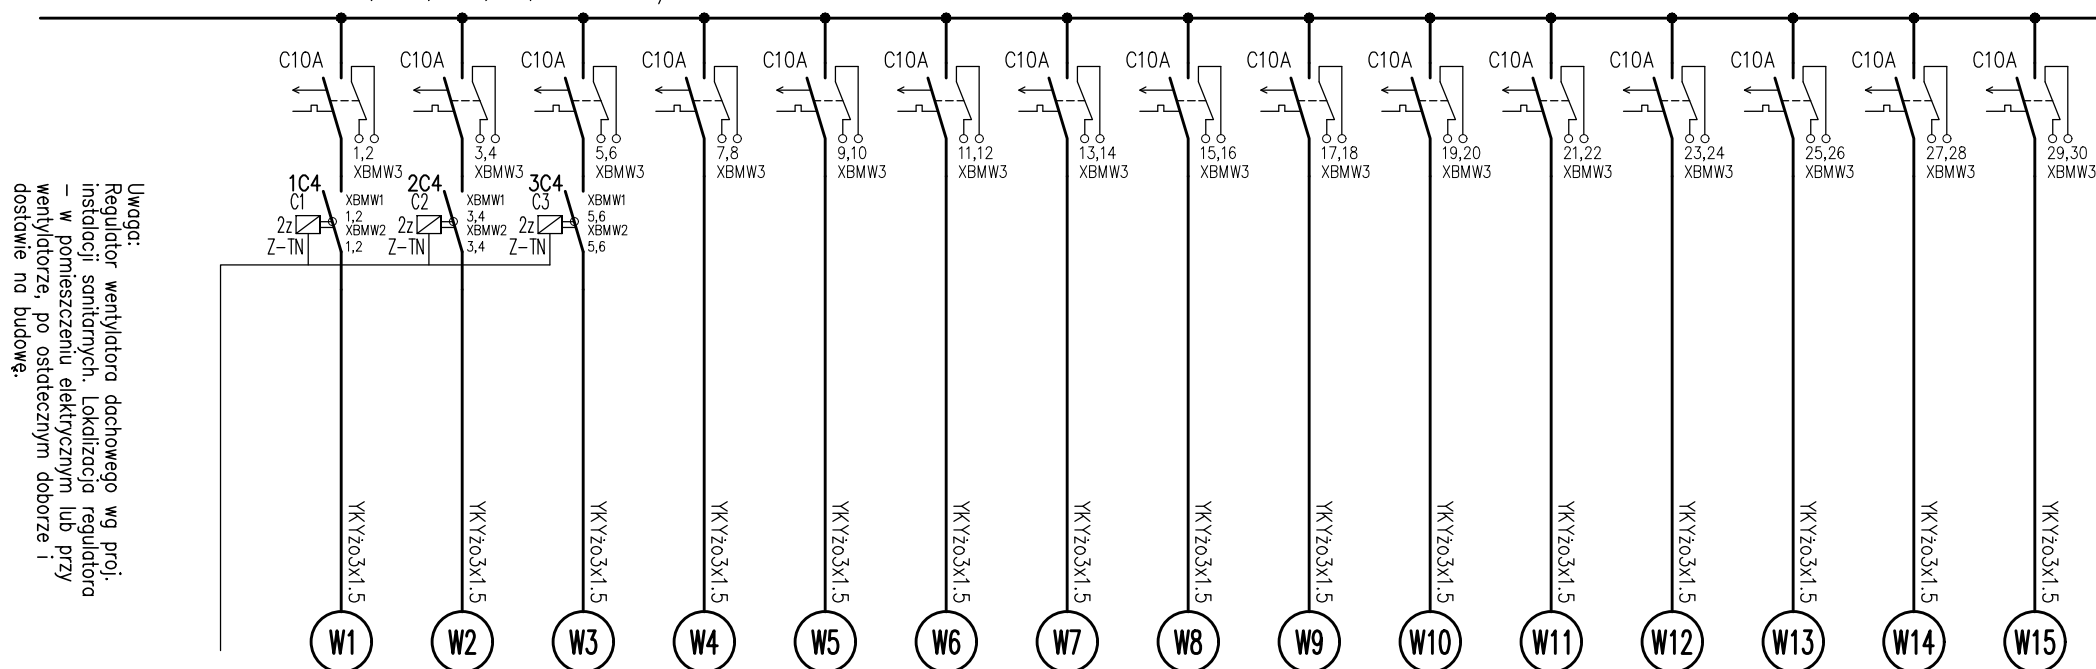 C10A C10A C10A C10A C10A C10A C10A C10A C10A C10A C10A C10A C10A C10A C10A
1,2 3,4 5,6 7,8 9,10 11,12 13,14 15,16 17,18 19,20 21,22 23,24 25,26 27,28 29,30
XBMW3 XBMW3 XBMW3 XBMW3 XBMW3 XBMW3 XBMW3 XBMW3 XBMW3 XBMW3 XBMW3 XBMW3 XBMW3 XBMW3 XBMW3
1C4 2C4 3C4
C1 XBMW1 C2 XBMW1 C3 XBMW1
1,2 3,4 5,6
2z XBMW2 2z XBMW2 2z XBMW2
Z-TN 1,2 Z-TN 3,4 Z-TN 5,6
Uwaga:
Regulator wentylatora dachowego wg proj.
instalacji sanitarnych. Lokalizacja regulatora
- w pomieszczeniu elektrycznym lub przy
wentylatorze, po ostatecznym doborze i
dostawie na budowę.
YKYżo3x1.5 YKYżo3x1.5 YKYżo3x1.5 YKYżo3x1.5 YKYżo3x1.5 YKYżo3x1.5 YKYżo3x1.5 YKYżo3x1.5 YKYżo3x1.5 YKYżo3x1.5 YKYżo3x1.5 YKYżo3x1.5 YKYżo3x1.5 YKYżo3x1.5 YKYżo3x1.5
W1 W2 W3 W4 W5 W6 W7 W8 W9 W10 W11 W12 W13 W14 W15